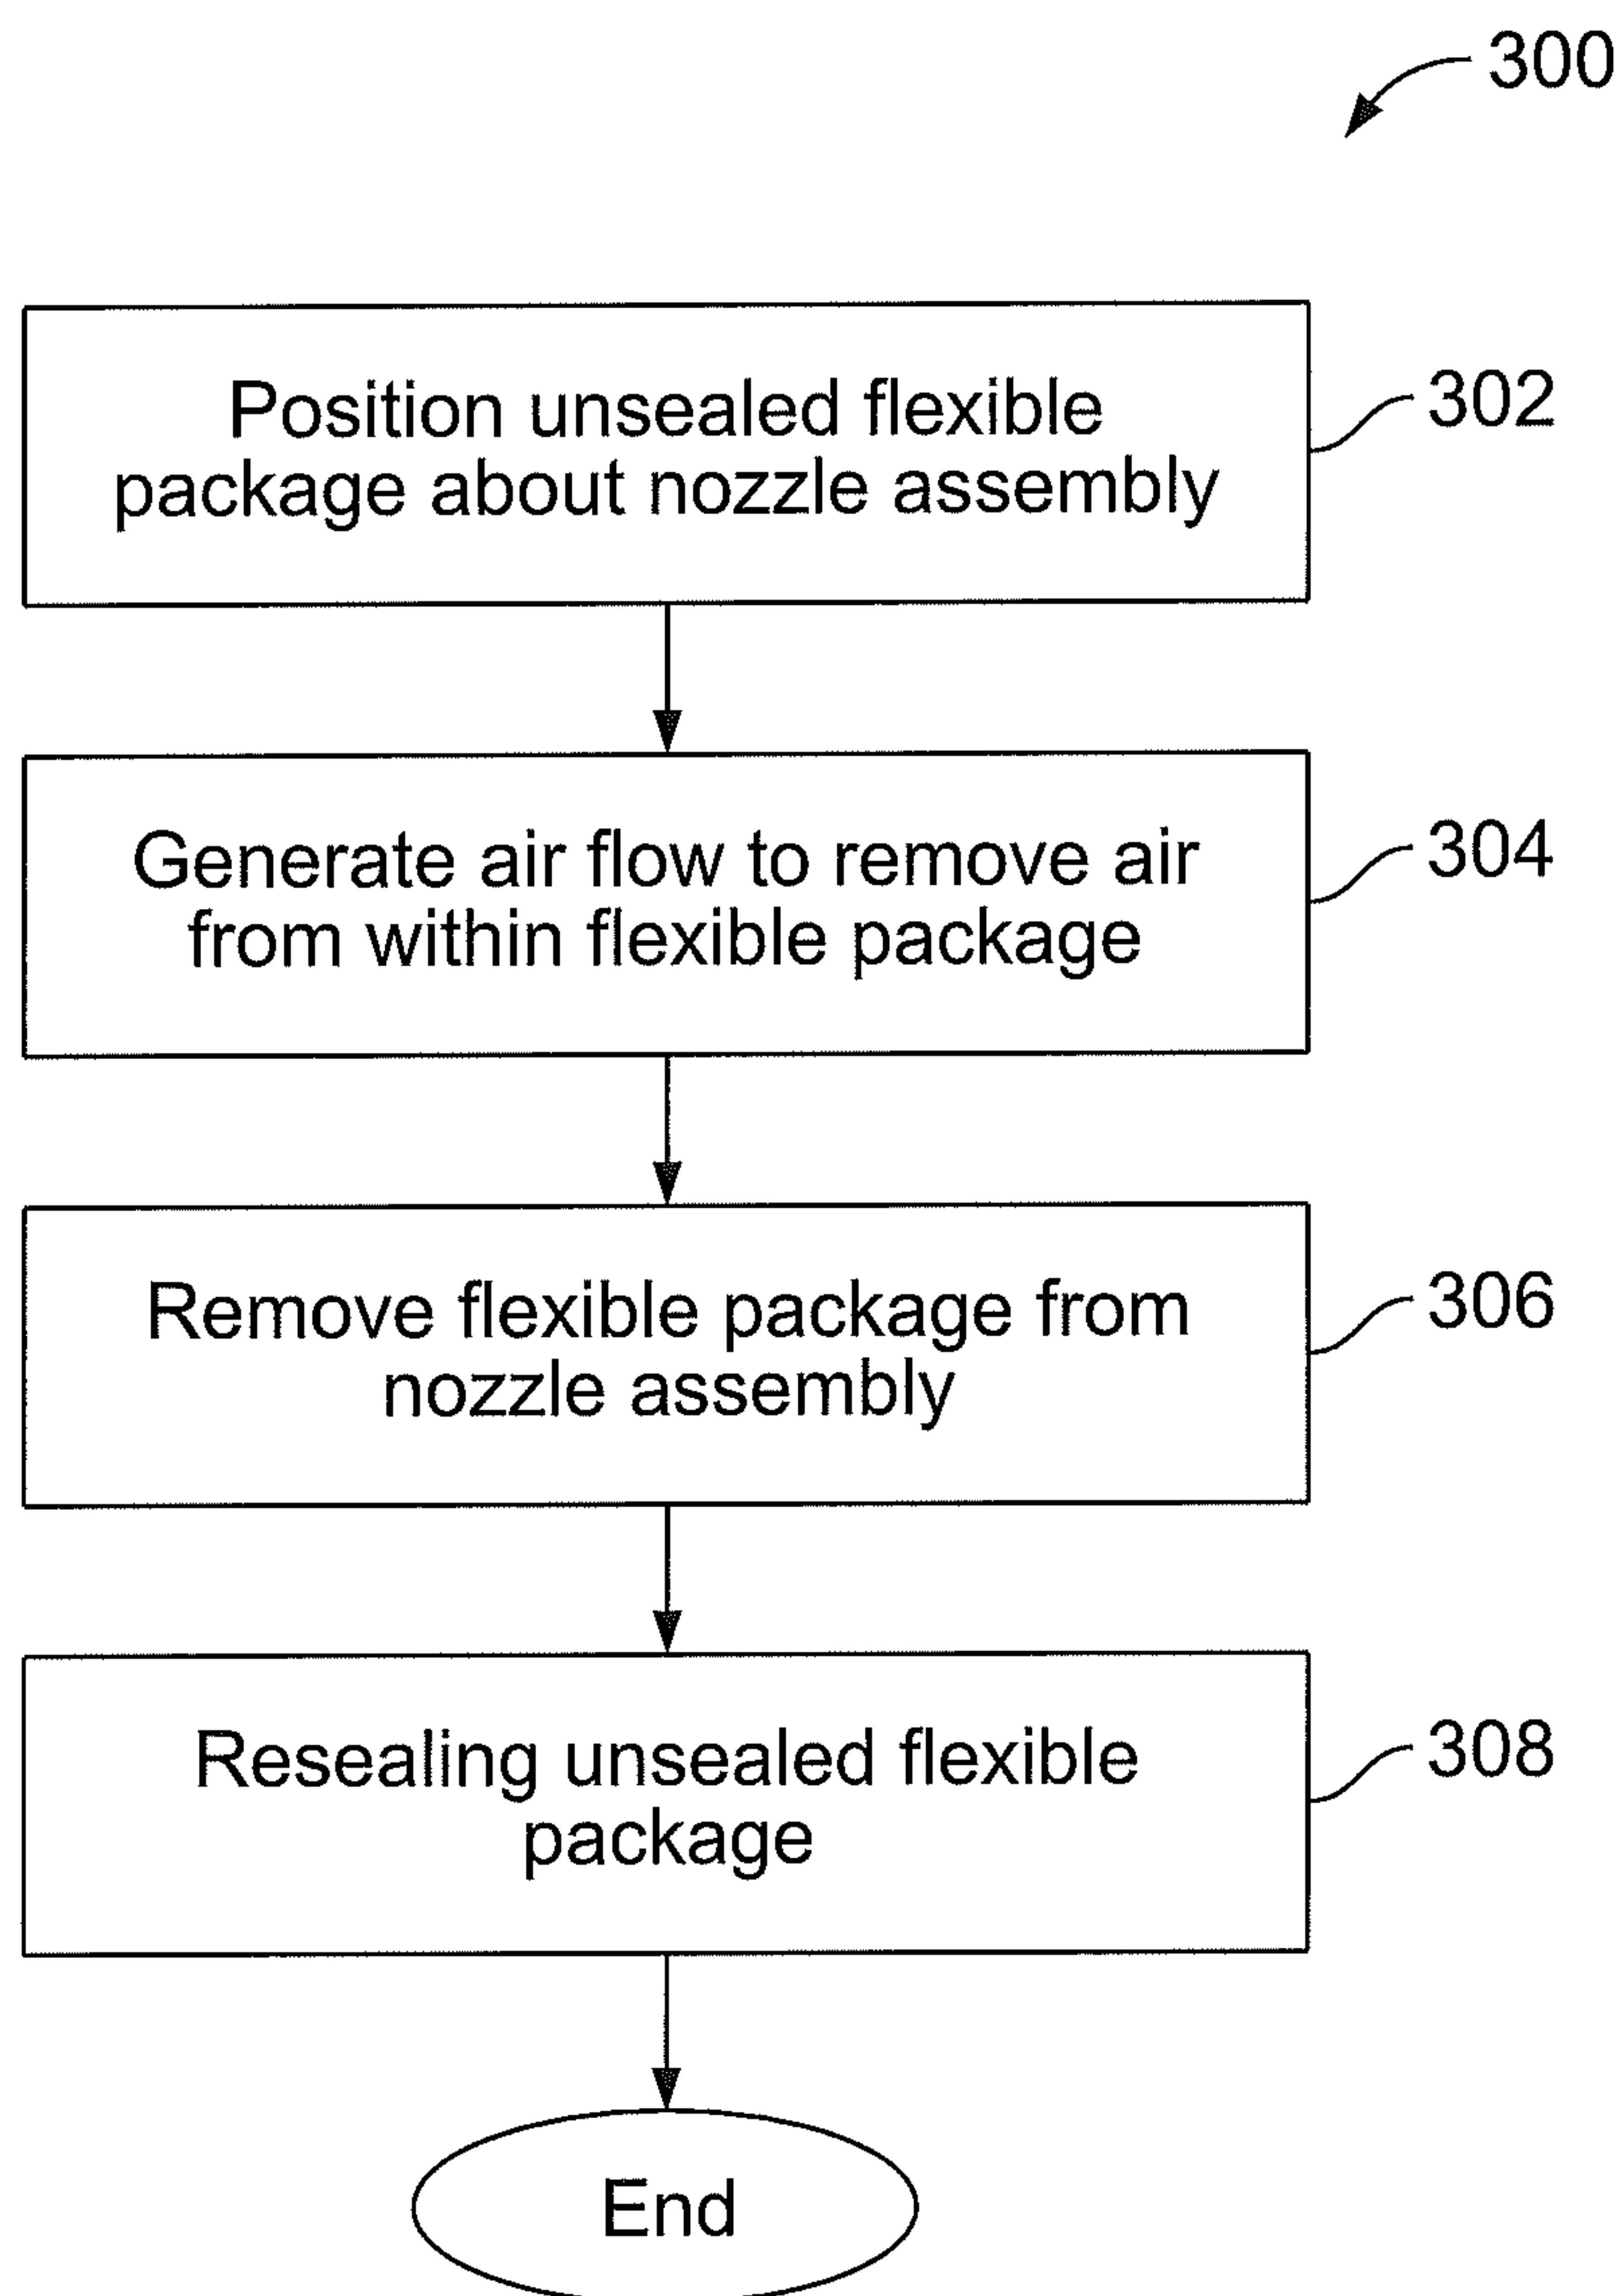 300
Position unsealed flexible
package about nozzle assembly
302
Generate air flow to remove air
from within flexible package
304
Remove flexible package from
nozzle assembly
306
Resealing unsealed flexible
package
308
End